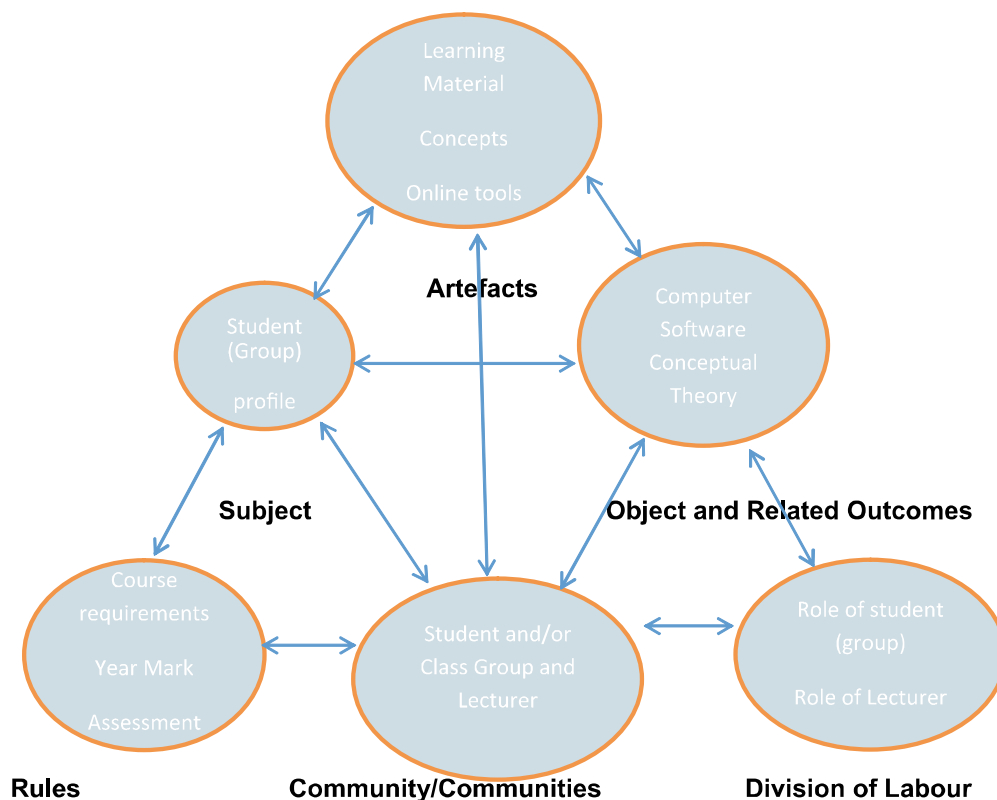 Learning
Material
Concepts
Online tools
Artefacts
Student
(Group)
profile
Computer
Software
Conceptual
Theory
Subject
Object and Related Outcomes
Course
requirements
Year Mark
Assessment
Student and/or
Class Group and
Lecturer
Role of student
(group)
Role of Lecturer
Rules
Community/Communities
Division of Labour